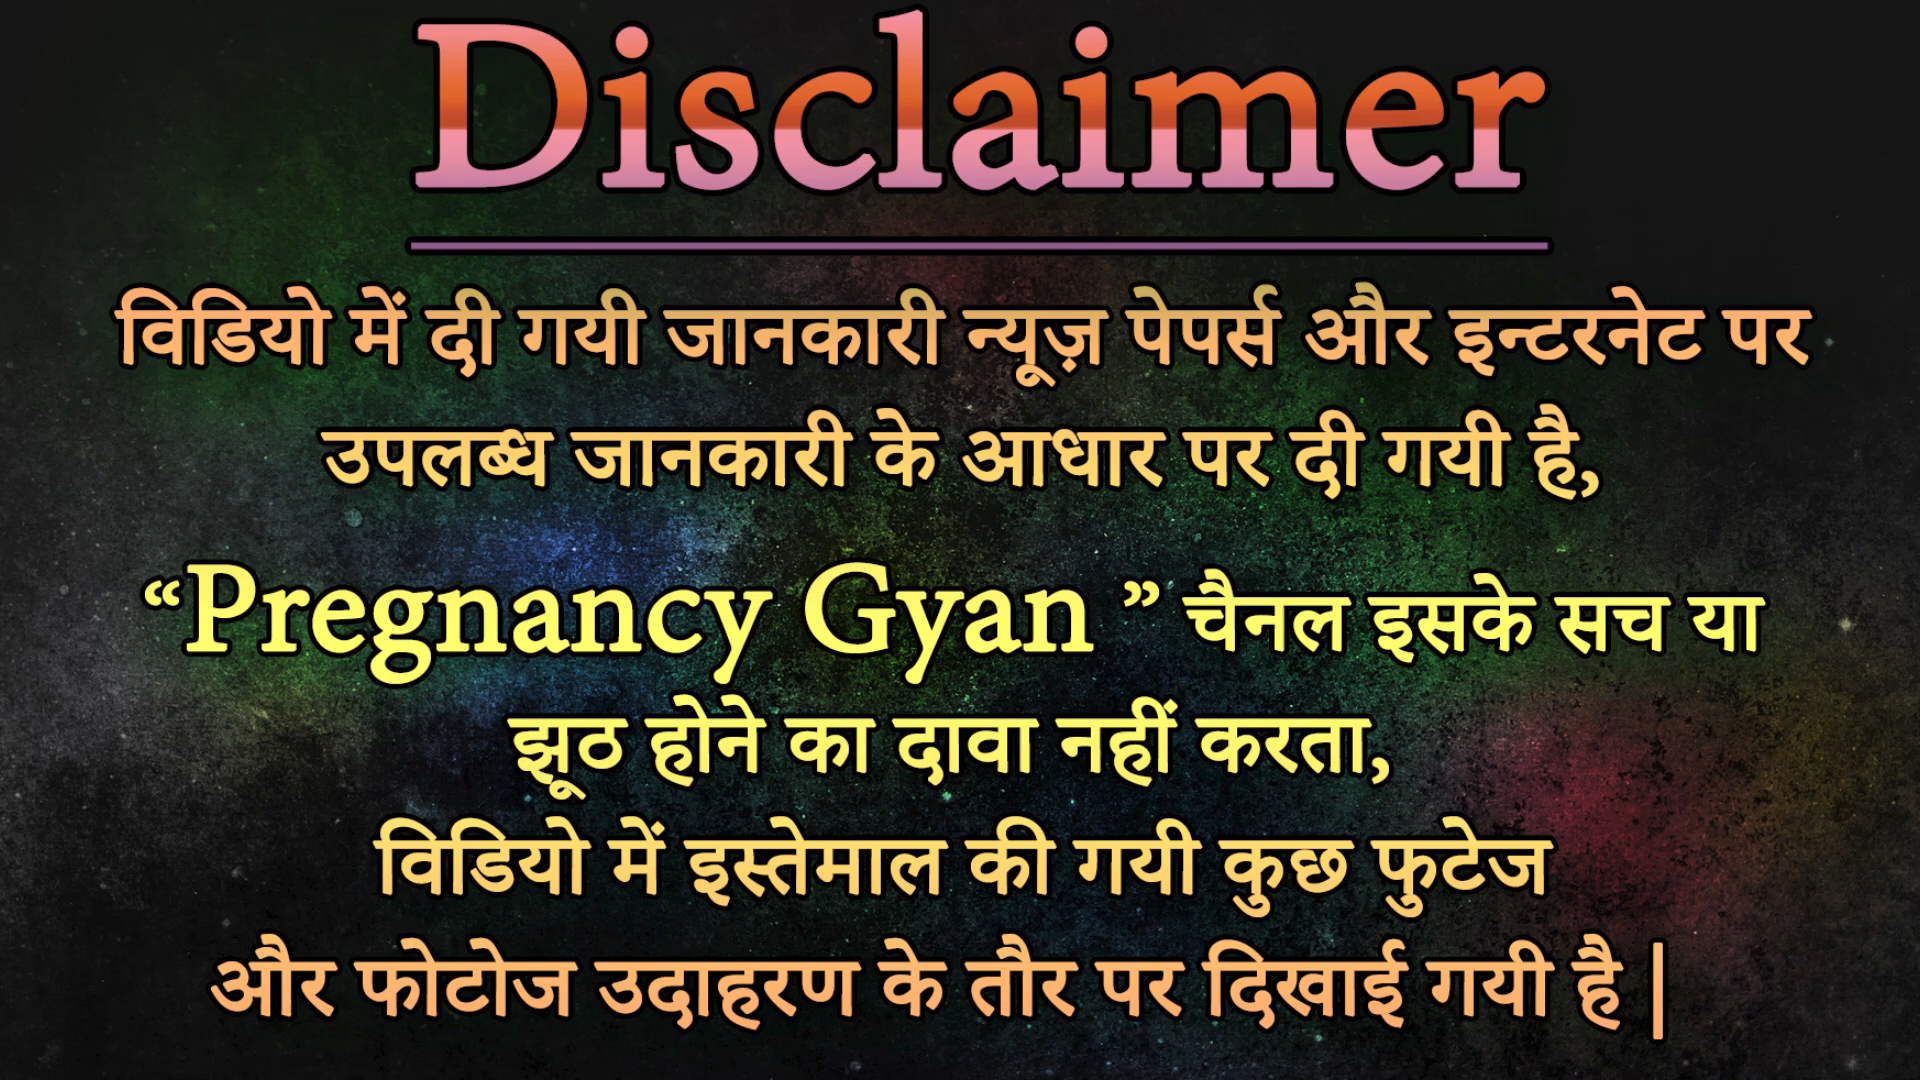 Disclaimer
विडियो में दी गयी जानकारी न्यूज़ पेपर्स और इन्टरनेट पर
उपलब्ध जानकारी के आधार पर दी गयी है,
“Pregnancy Gyan ” चैनल इसके सच या
झूठ होने का दावा नहीं करता,
विडियो में इस्तेमाल की गयी कुछ फुटेज
और फोटोज उदाहरण के तौर पर दिखाई गयी है |